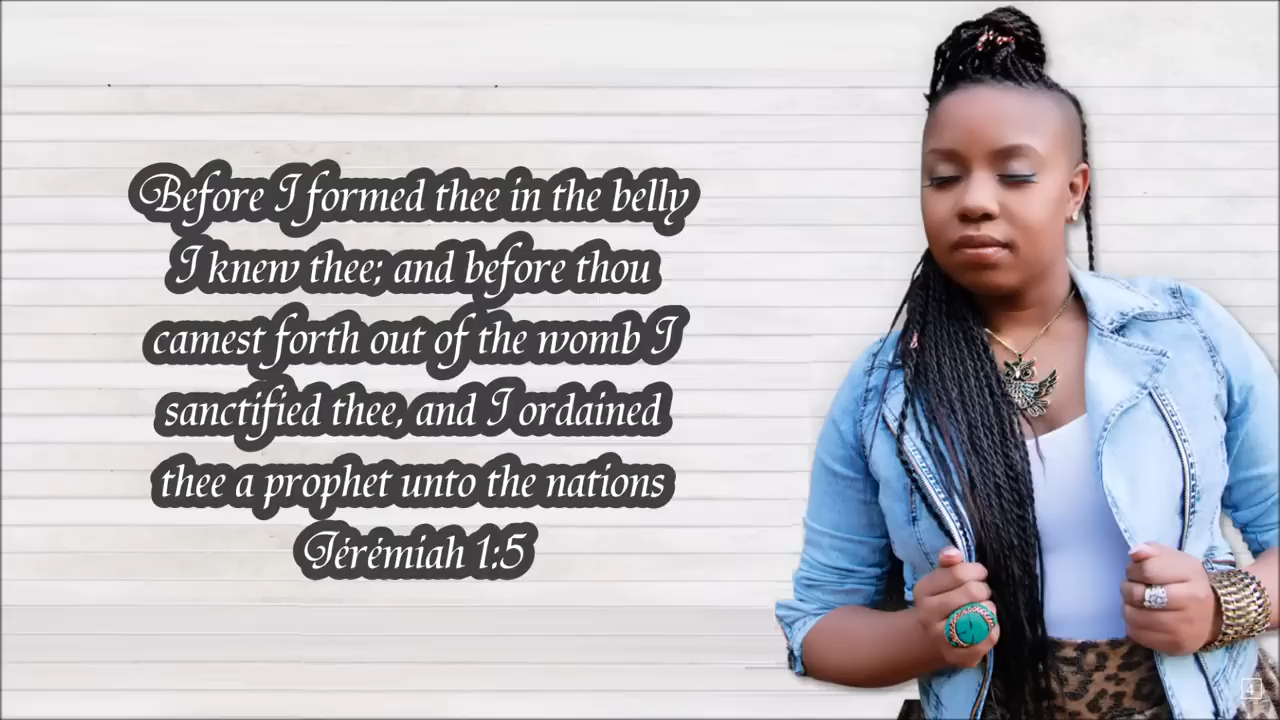 Before I formed thee in the belly
I knew thee; and before thou
camest forth out of the womb I
sanctified thee, and I ordained
thee a prophet unto the nations
Jérémiah 1:5
4